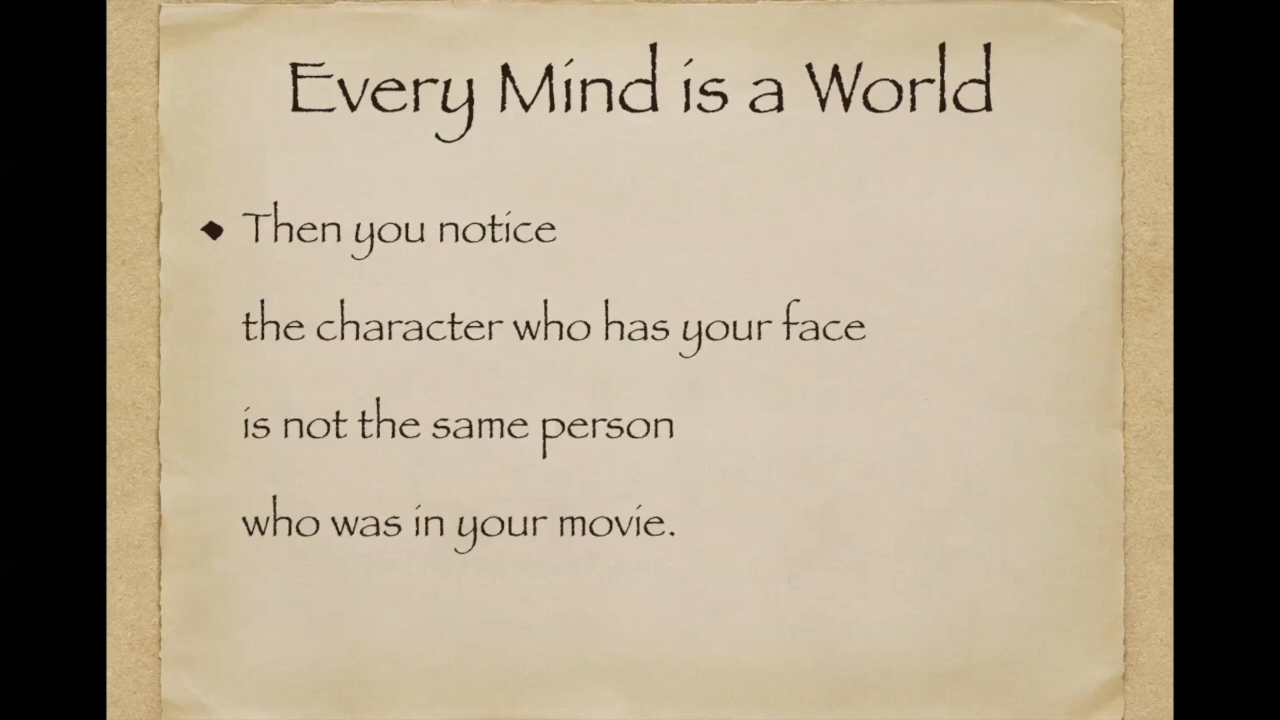 Every Mind is a World
Then you notice
the character who has your face
is not the same person
who was in your movie.